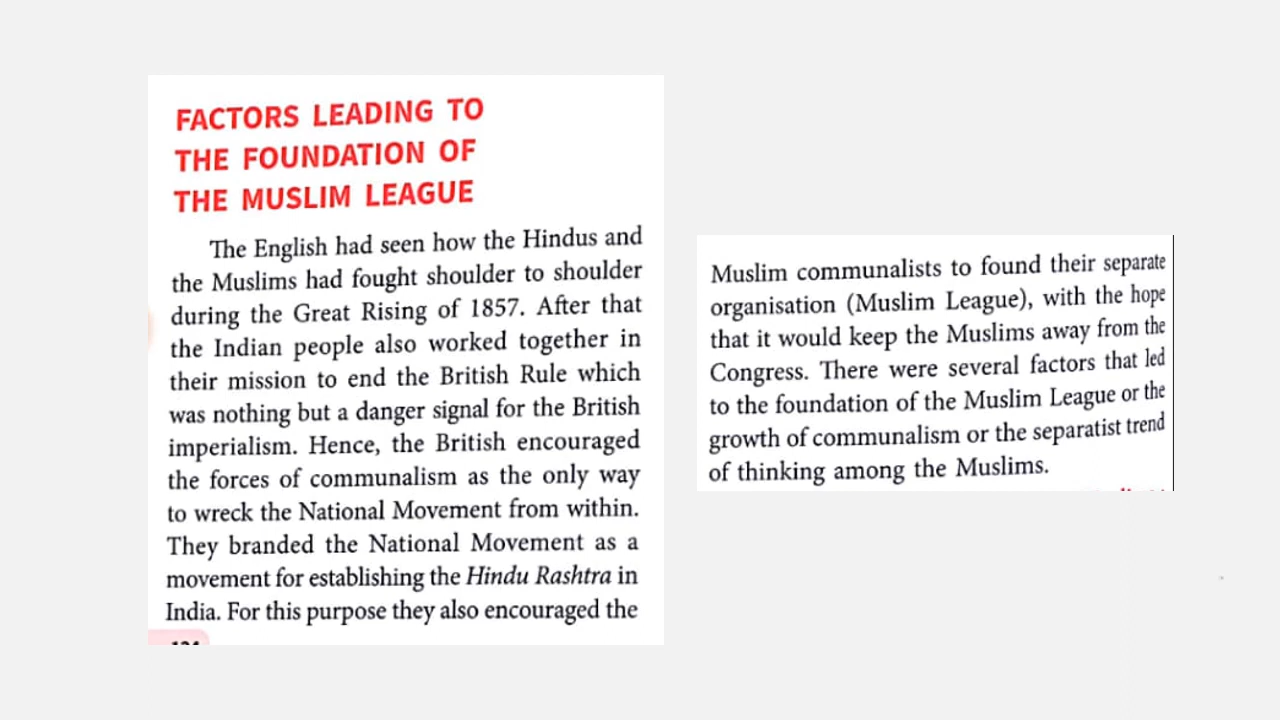 FACTORS LEADING TO
THE FOUNDATION OF
THE MUSLIM LEAGUE
The English had seen how the Hindus and
the Muslims had fought shoulder to shoulder
during the Great Rising of 1857. After that
the Indian people also worked together in
their mission to end the British Rule which
was nothing but a danger signal for the British
imperialism. Hence, the British encouraged
the forces of communalism as the only way
to wreck the National Movement from within.
They branded the National Movement as a
movement for establishing the Hindu Rashtra in
India. For this purpose they also encouraged the
Muslim communalists to found their separate
organisation (Muslim League), with the hope
that it would keep the Muslims away from the
Congress. There were several factors that led
to the foundation of the Muslim League or the
growth of communalism or the separatist trend
of thinking among the Muslims.